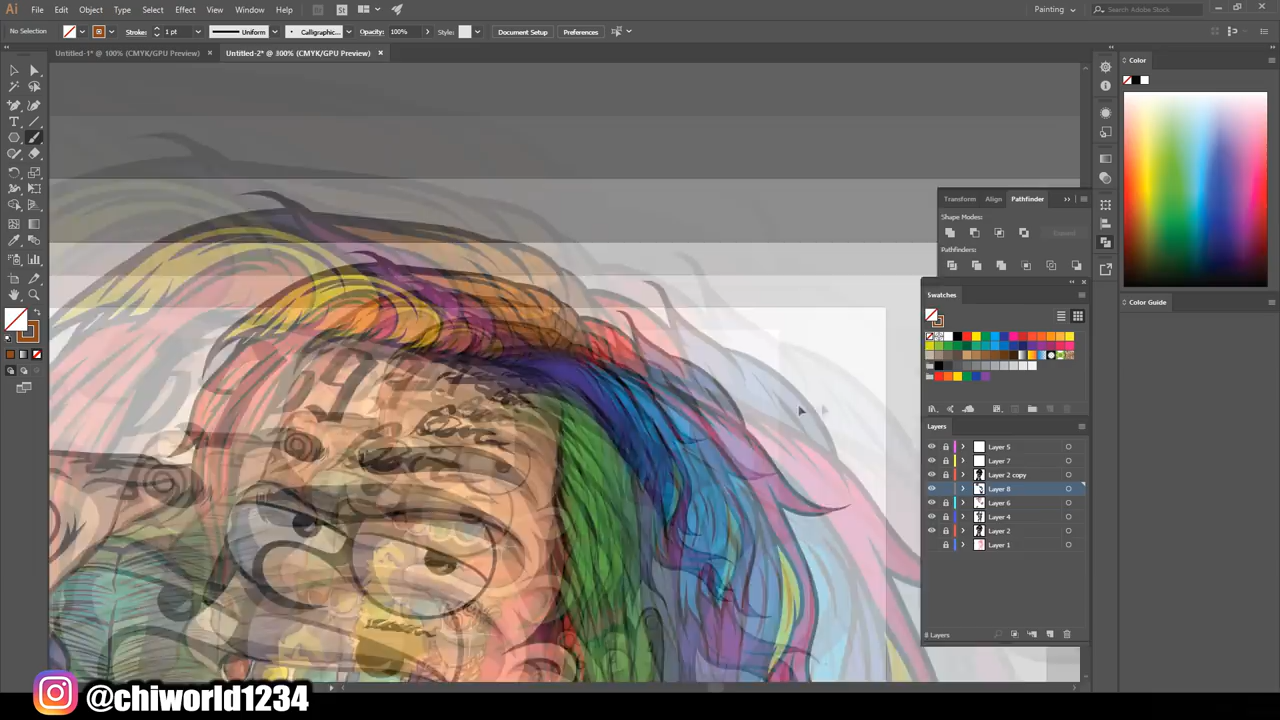 Ai File Edit Object Type Select Effect View Window Help Br St Painting Search Adobe Stock
No Selection Stroke: 1 pt Uniform Calligraphic... Opacity: 100% Style: Document Setup Preferences
Untitled-1* @ 100% (CMYK/GPU Preview) × Untitled-2* @ 300% (CMYK/GPU Preview) ×
Color
Transform Align Pathfinder
Shape Modes:
Expand
Pathfinders:
Swatches
Color Guide
Layers
Layer 5
Layer 7
Layer 2 copy
Layer 8
Layer 6
Layer 4
Layer 2
Layer 1
8 Layers
@chiworld1234